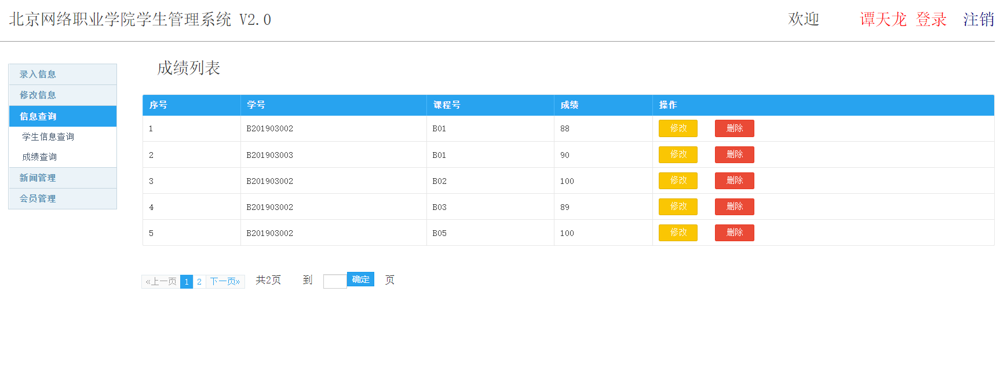 北京网络职业学院学生管理系统 V2.0
欢迎 谭天龙 登录 注销
录入信息
修改信息
信息查询
学生信息查询
成绩查询
新闻管理
会员管理
成绩列表
序号 学号 课程号 成绩 操作
1 B201903002 B01 88 修改 删除
2 B201903003 B01 90 修改 删除
3 B201903002 B02 100 修改 删除
4 B201903002 B03 89 修改 删除
5 B201903002 B05 100 修改 删除
«上一页 1 2 下一页» 共2页 到 确定 页